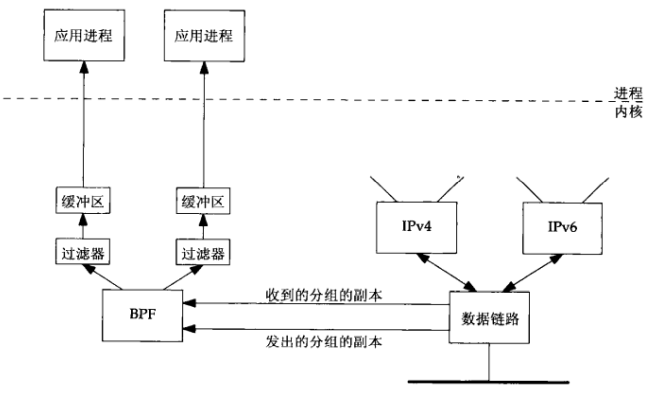 应用进程
应用进程
进程
内核
缓冲区
缓冲区
IPv4
IPv6
过滤器
过滤器
收到的分组的副本
BPF
数据链路
发出的分组的副本